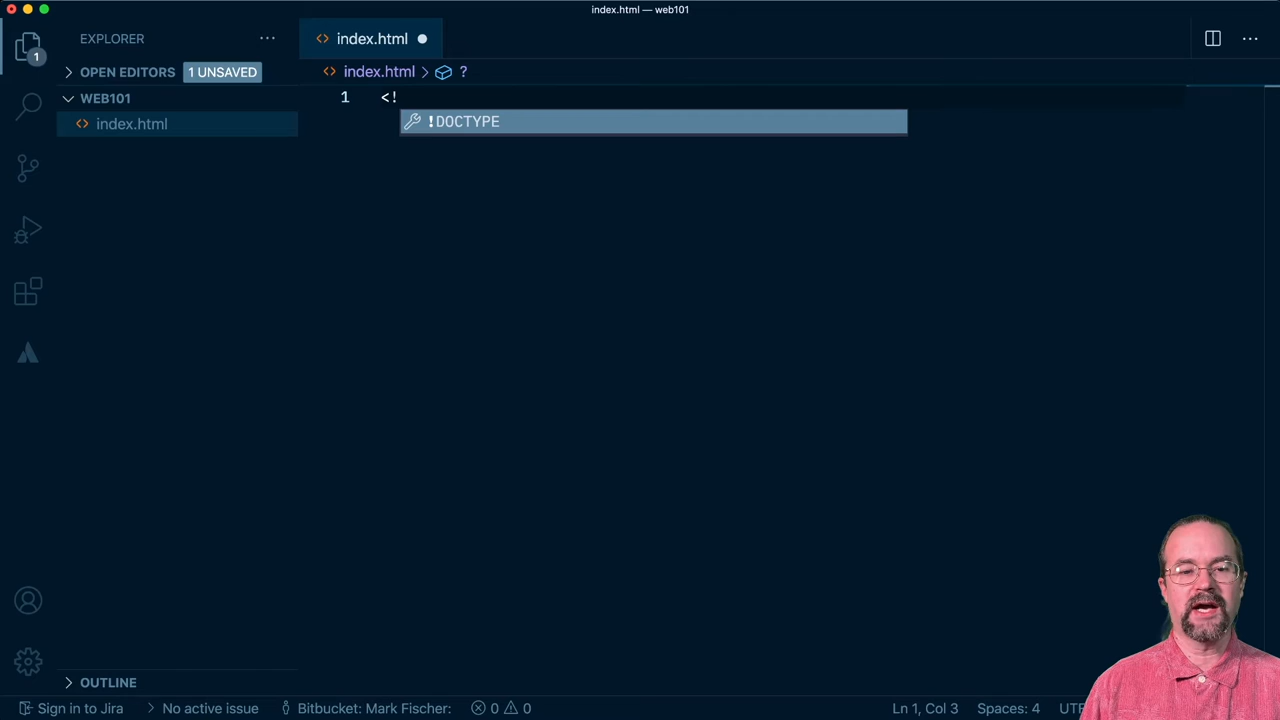 index.html — web101
EXPLORER
index.html
OPEN EDITORS 1 UNSAVED
index.html > ?
WEB101
1 <!
index.html
!DOCTYPE
1
OUTLINE
Sign in to Jira
No active issue
Bitbucket: Mark Fischer:
0 0
Ln 1, Col 3
Spaces: 4